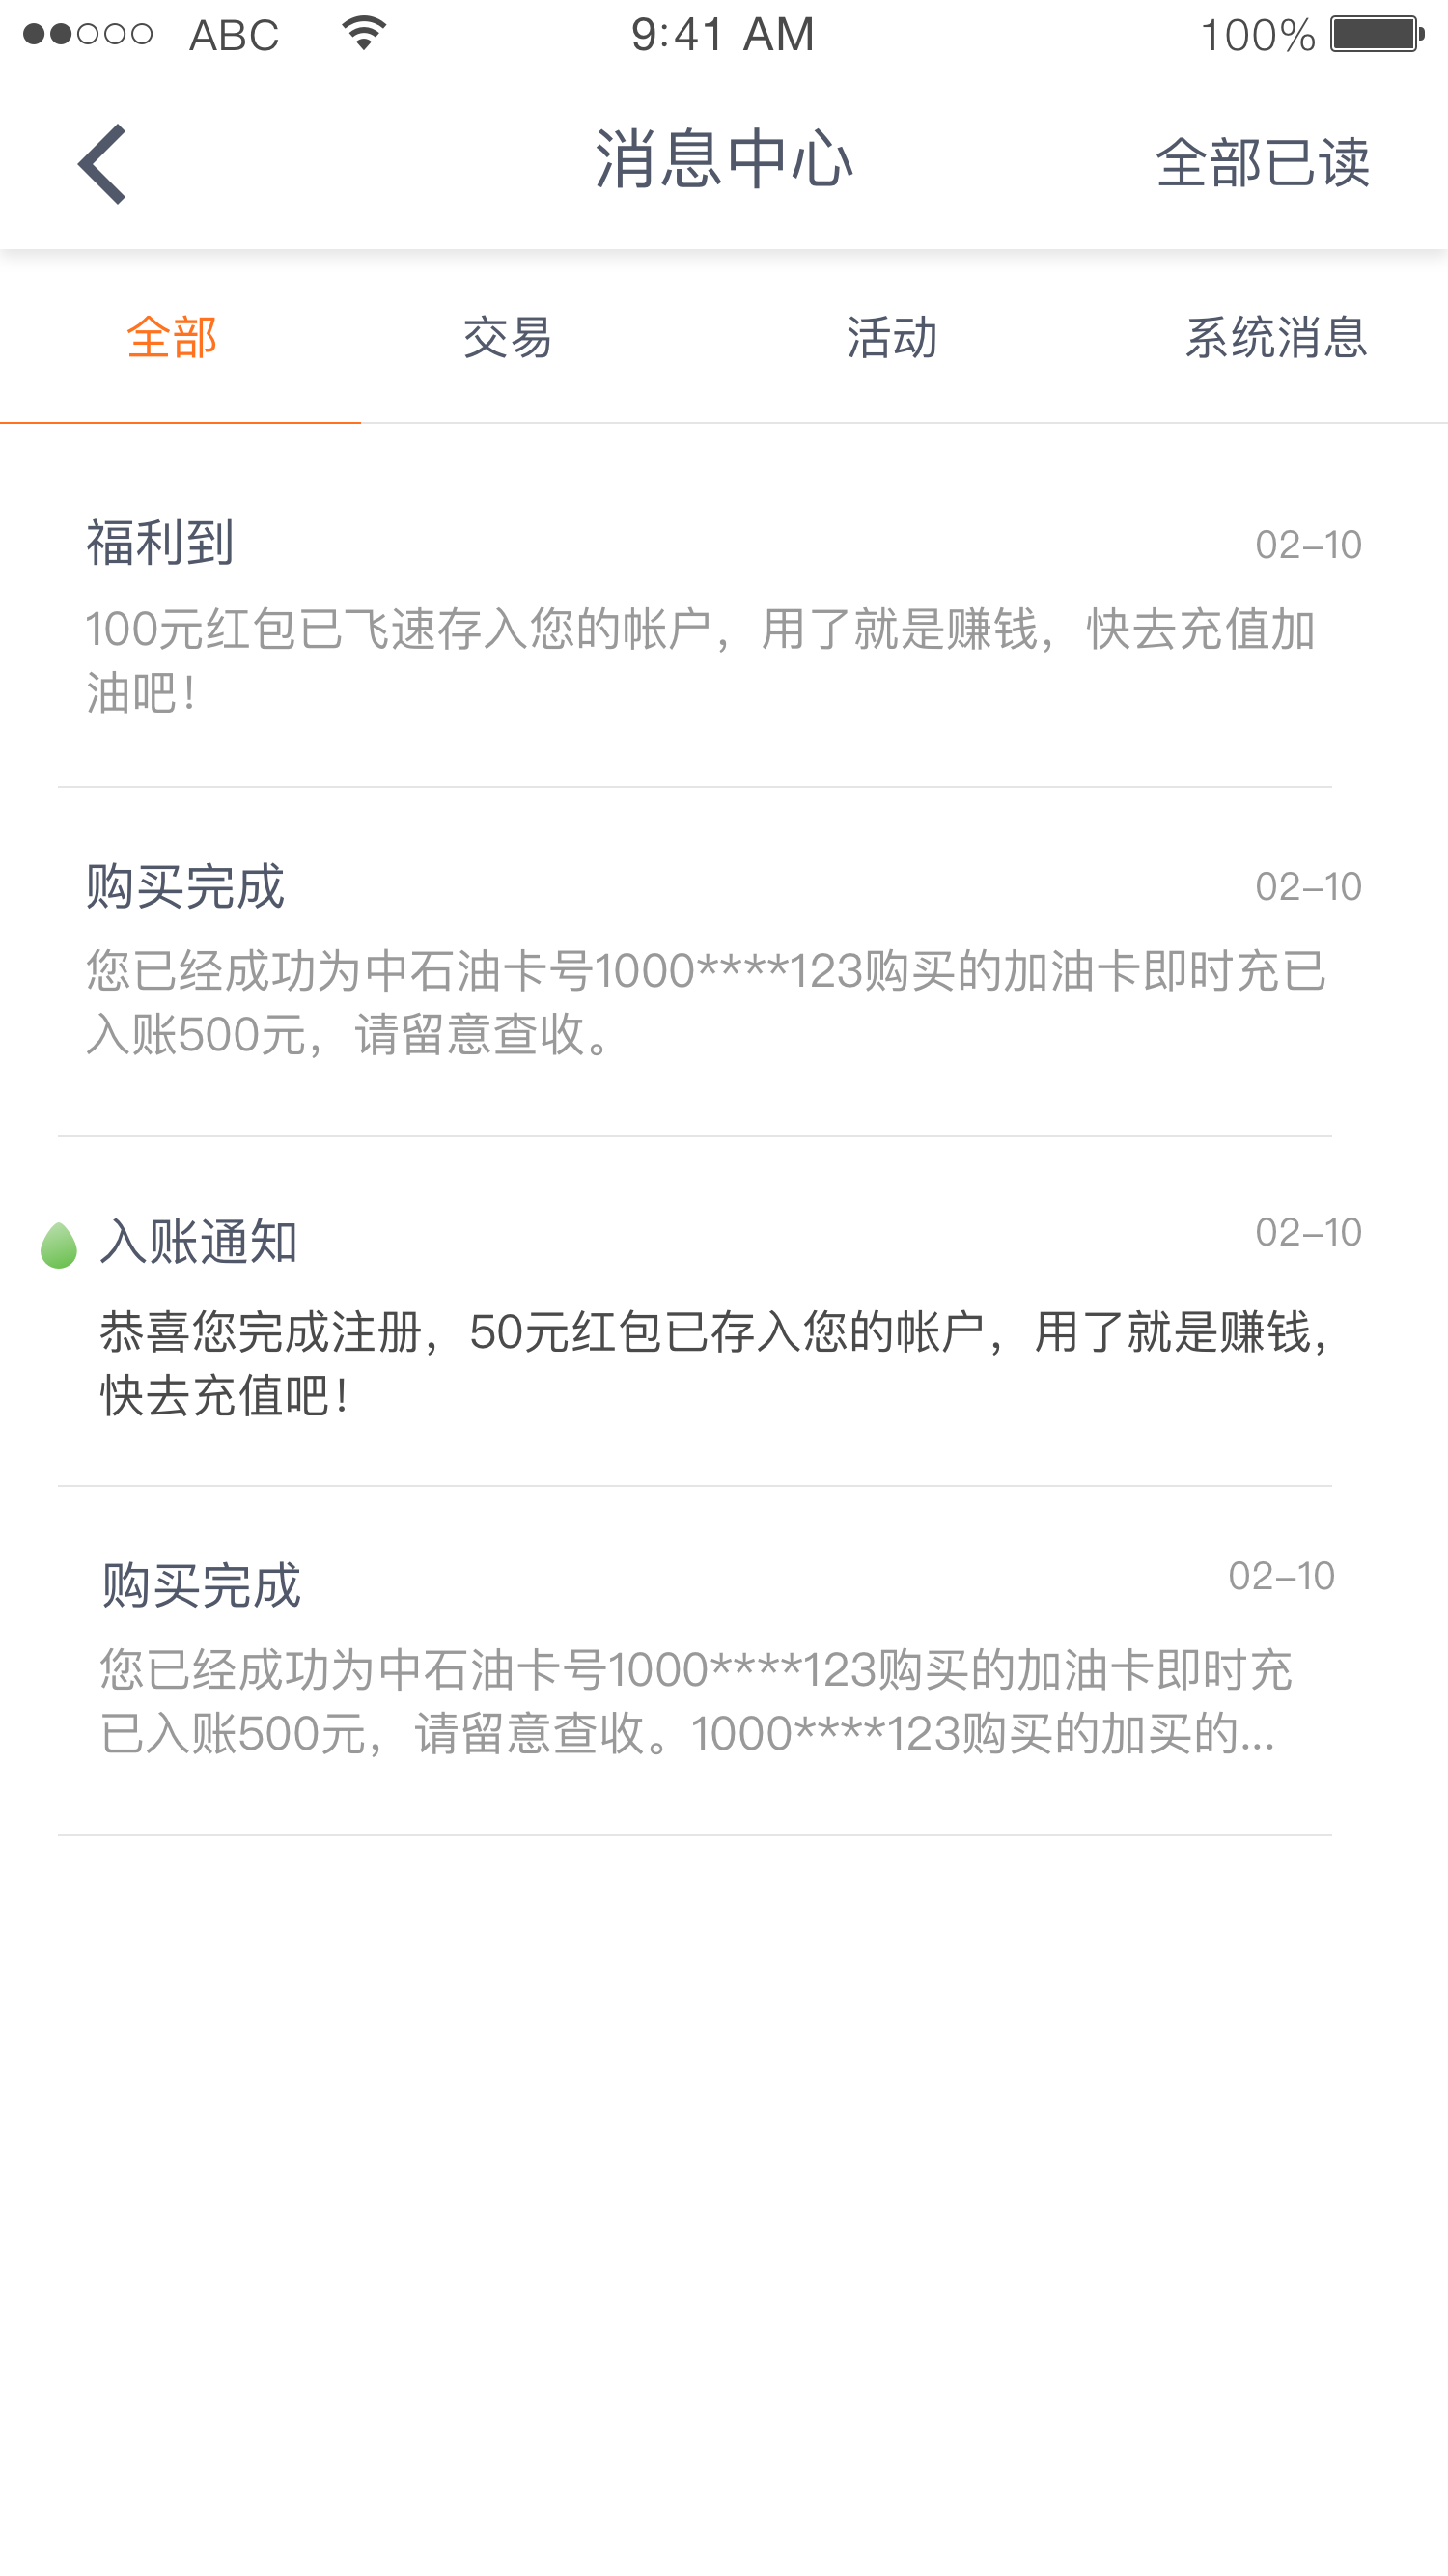 ABC 9:41 AM 100%
消息中心 全部已读
全部 交易 活动 系统消息
福利到 02-10
100元红包已飞速存入您的帐户，用了就是赚钱，快去充值加
油吧！
购买完成 02-10
您已经成功为中石油卡号1000****123购买的加油卡即时充已
入账500元，请留意查收。
入账通知 02-10
恭喜您完成注册，50元红包已存入您的帐户，用了就是赚钱，
快去充值吧！
购买完成 02-10
您已经成功为中石油卡号1000****123购买的加油卡即时充
已入账500元，请留意查收。1000****123购买的加买的...